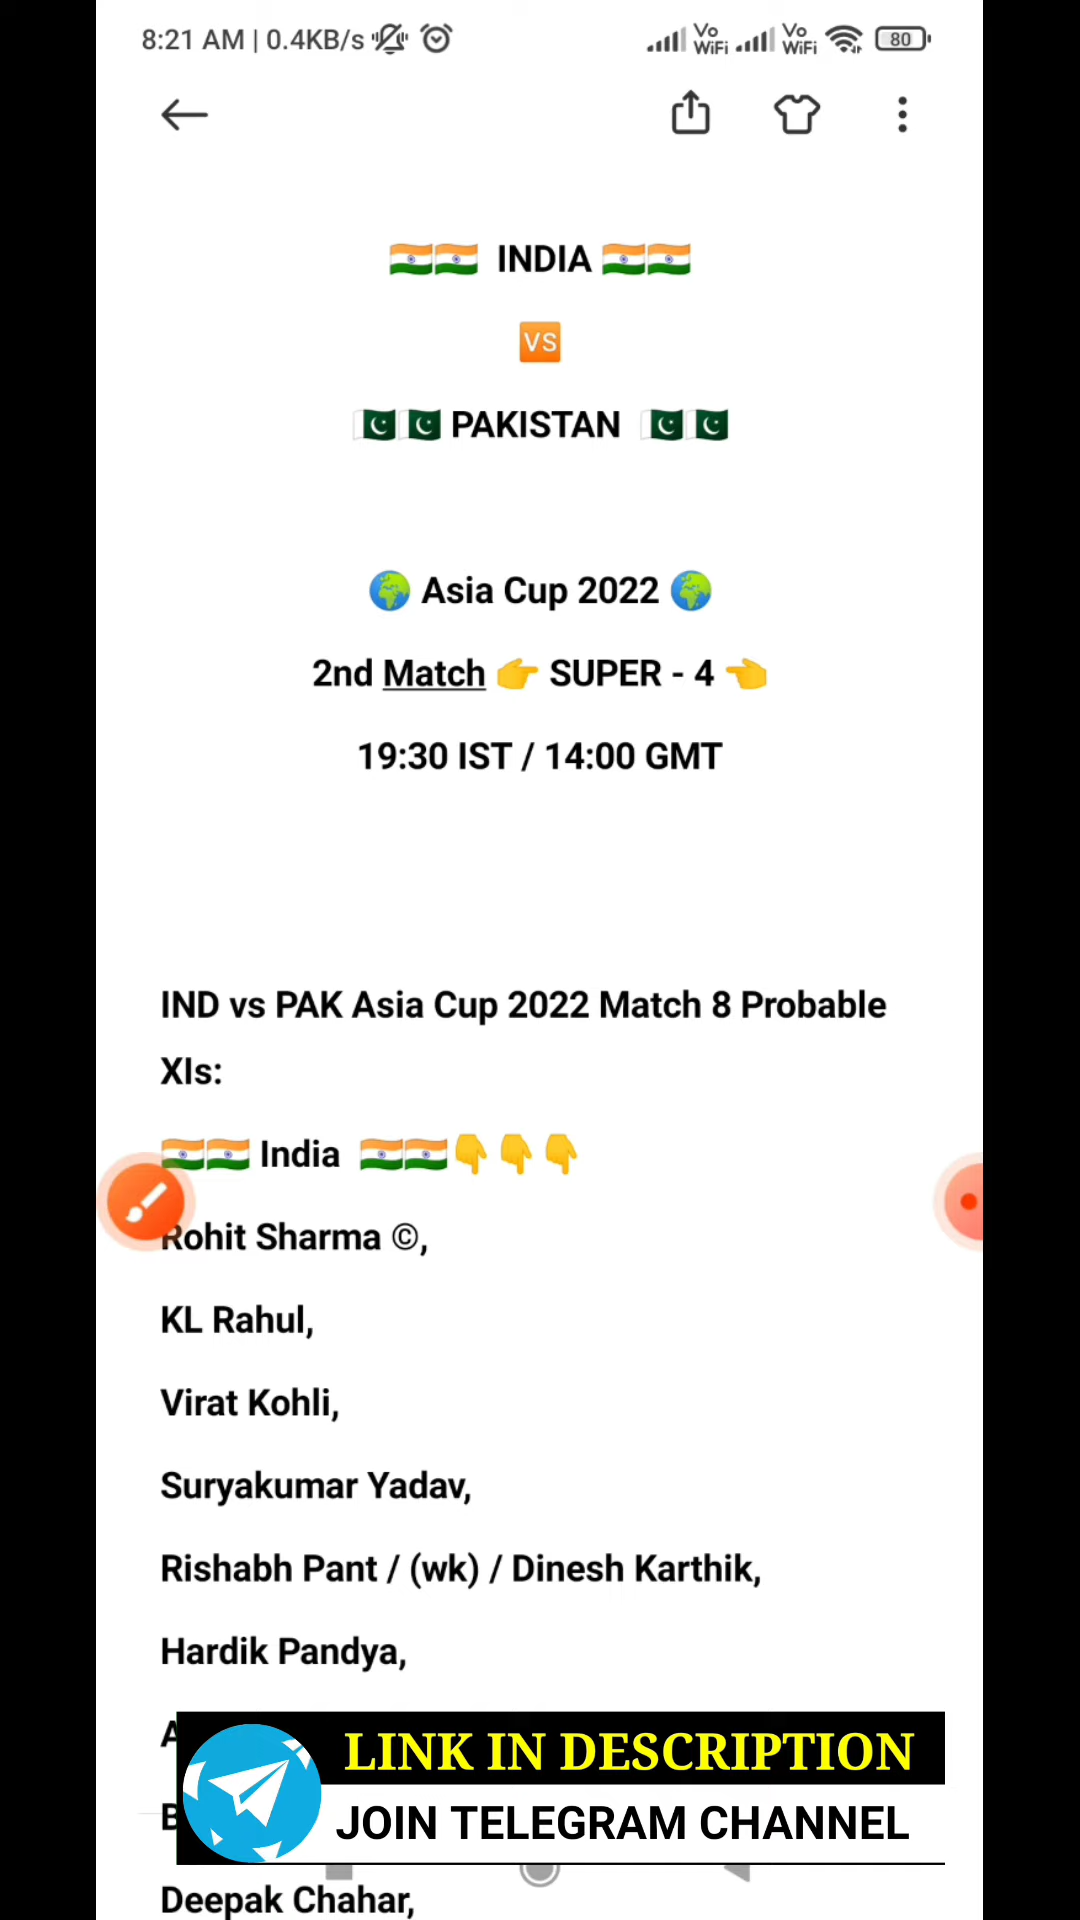 8:21 AM | 0.4KB/s Vo WiFi Vo WiFi 80
🇮🇳🇮🇳 INDIA 🇮🇳🇮🇳
🆚
🇵🇰🇵🇰 PAKISTAN 🇵🇰🇵🇰
🌍 Asia Cup 2022 🌍
2nd Match 👉 SUPER - 4 👈
19:30 IST / 14:00 GMT
IND vs PAK Asia Cup 2022 Match 8 Probable
XIs:
🇮🇳🇮🇳 India 🇮🇳🇮🇳👇👇👇
Rohit Sharma ©,
KL Rahul,
Virat Kohli,
Suryakumar Yadav,
Rishabh Pant / (wk) / Dinesh Karthik,
Hardik Pandya,
LINK IN DESCRIPTION
JOIN TELEGRAM CHANNEL
Deepak Chahar,